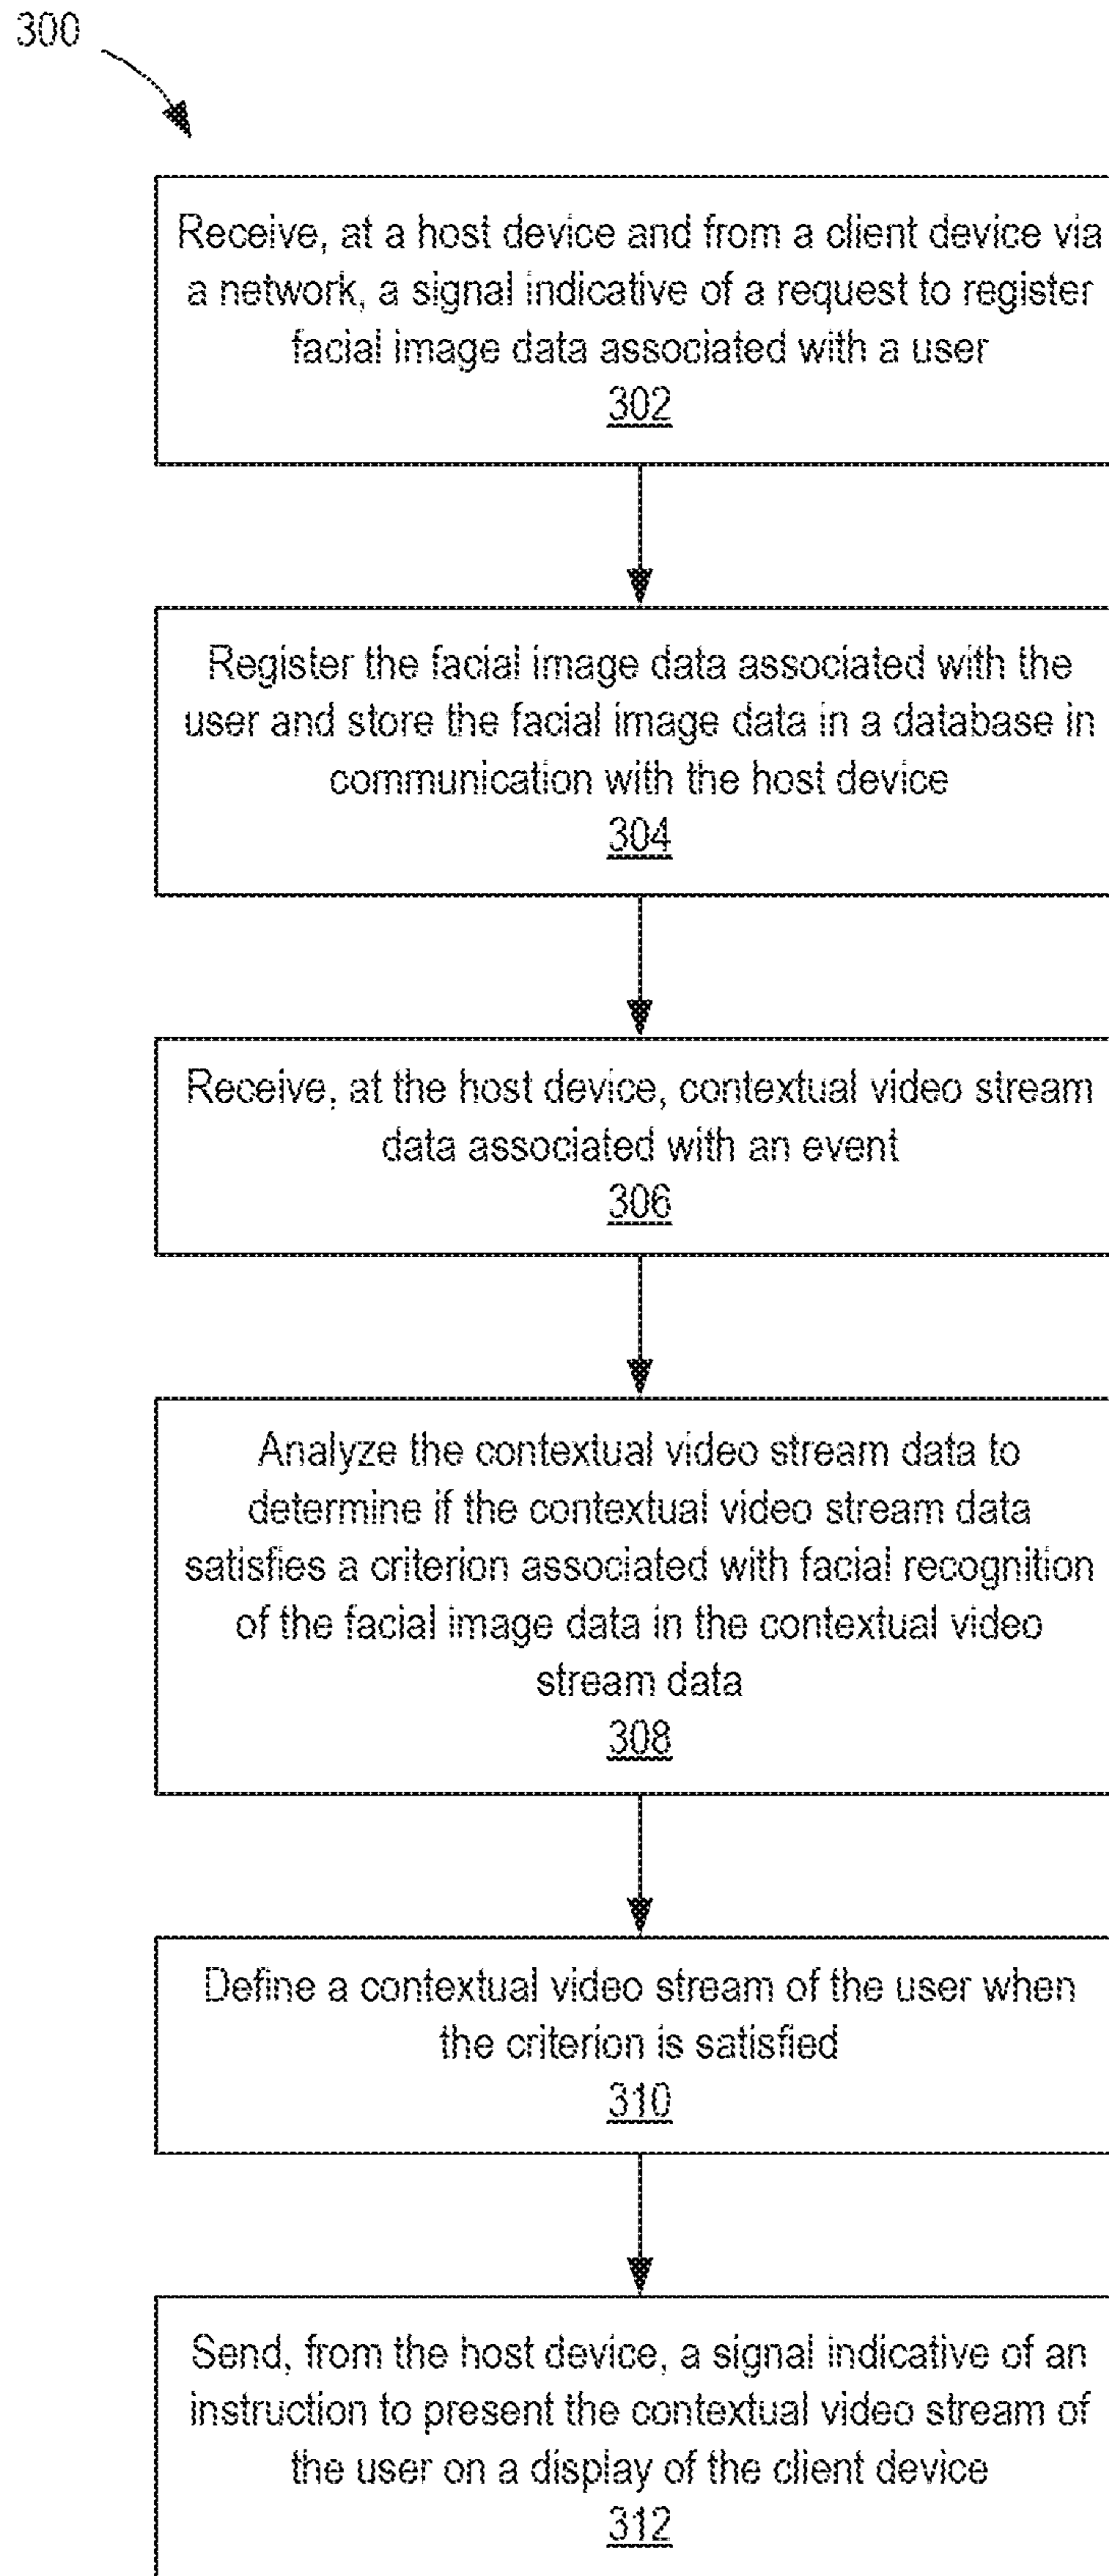 300
Receive, at a host device and from a client device via
a network, a signal indicative of a request to register
facial image data associated with a user
302
Register the facial image data associated with the
user and store the facial image data in a database in
communication with the host device
304
Receive, at the host device, contextual video stream
data associated with an event
306
Analyze the contextual video stream data to
determine if the contextual video stream data
satisfies a criterion associated with facial recognition
of the facial image data in the contextual video
stream data
308
Define a contextual video stream of the user when
the criterion is satisfied
310
Send, from the host device, a signal indicative of an
instruction to present the contextual video stream of
the user on a display of the client device
312